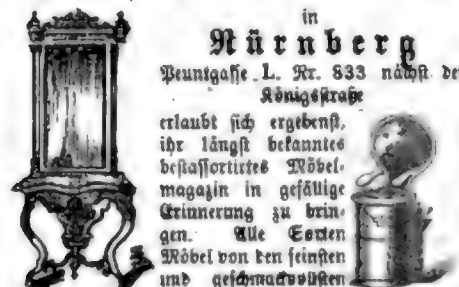 in
Nürnberg
Peuntgasse L. Nr. 833 nächst de
Königsstraße
erlaubt sich ergebenst,
ihr längst bekanntes
bestassortirtes Möbel-
magazin in gefällige
Erinnerung zu brin-
gen. Alle Sorten
Möbel von den feinsten
und geschmackvollsten